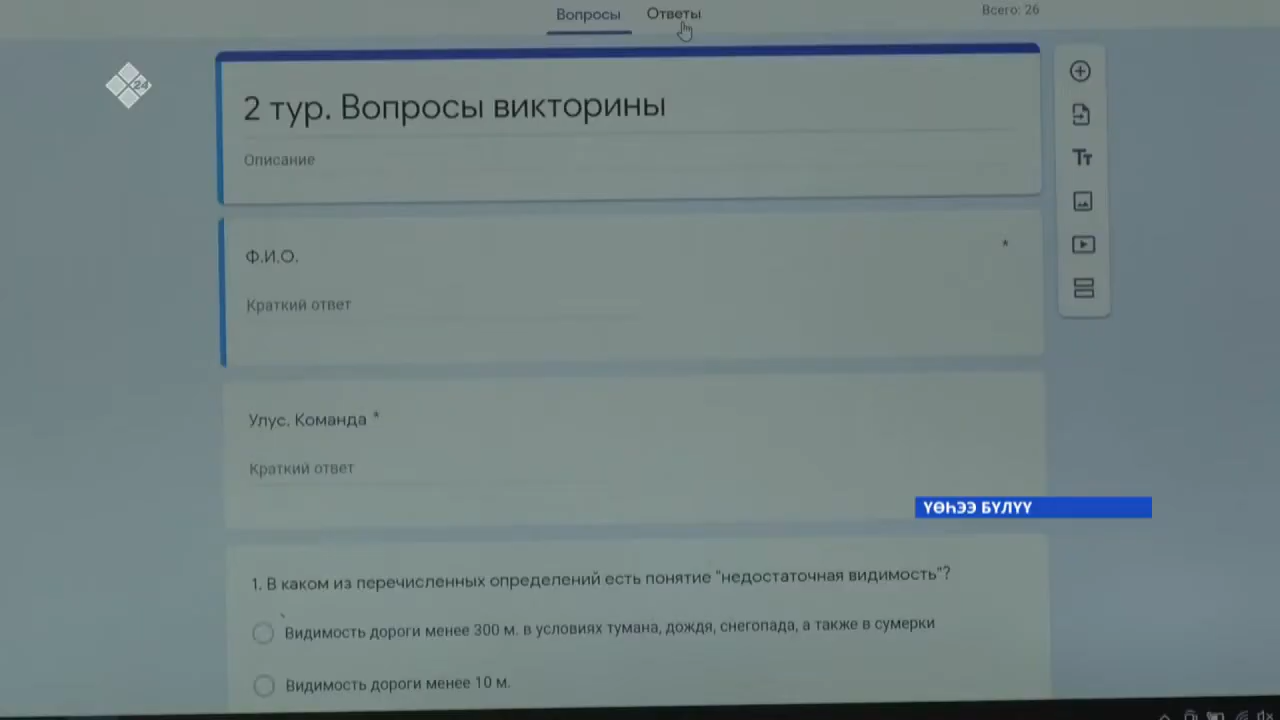 Вопросы Ответы Всего: 26
24
2 тур. Вопросы викторины
Описание
Ф.И.О. *
Краткий ответ
Улус. Команда *
Краткий ответ
ҮӨҺЭЭ БҮЛҮҮ
1. В каком из перечисленных определений есть понятие "недостаточная видимость"?
Видимость дороги менее 300 м. в условиях тумана, дождя, снегопада, а также в сумерки
Видимость дороги менее 10 м.